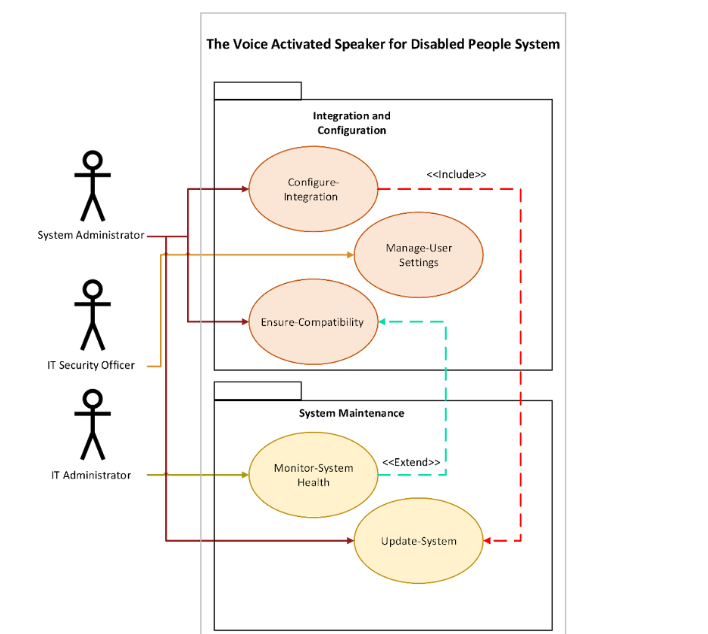 The Voice Activated Speaker for Disabled People System
Integration and
Configuration
<<Include>>
Configure-
Integration
System Administrator
Manage-User
Settings
Ensure-Compatibility
IT Security Officer
System Maintenance
<<Extend>>
Monitor-System
Health
IT Administrator
Update-System